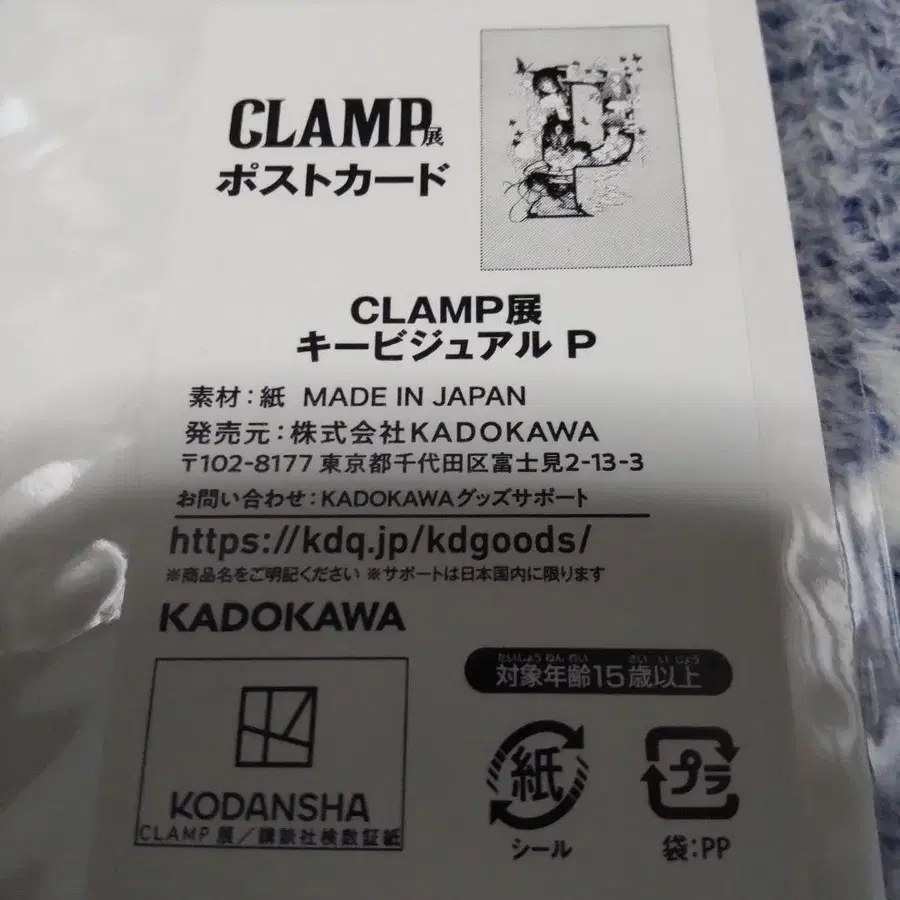 CLAMP展
ポストカード
CLAMP展
キービジュアル P
素材:紙 MADE IN JAPAN
発売元:株式会社KADOKAWA
〒102-8177 東京都千代田区富士見2-13-3
お問い合わせ:KADOKAWAグッズサポート
https://kdq.jp/kdgoods/
※商品名をご明記ください ※サポートは日本国内に限ります
KADOKAWA
たいしょうねんれい さいいじょう
対象年齢15歳以上
KODANSHA
CLAMP展/講談社検数証紙
紙
シール
プラ
袋:PP